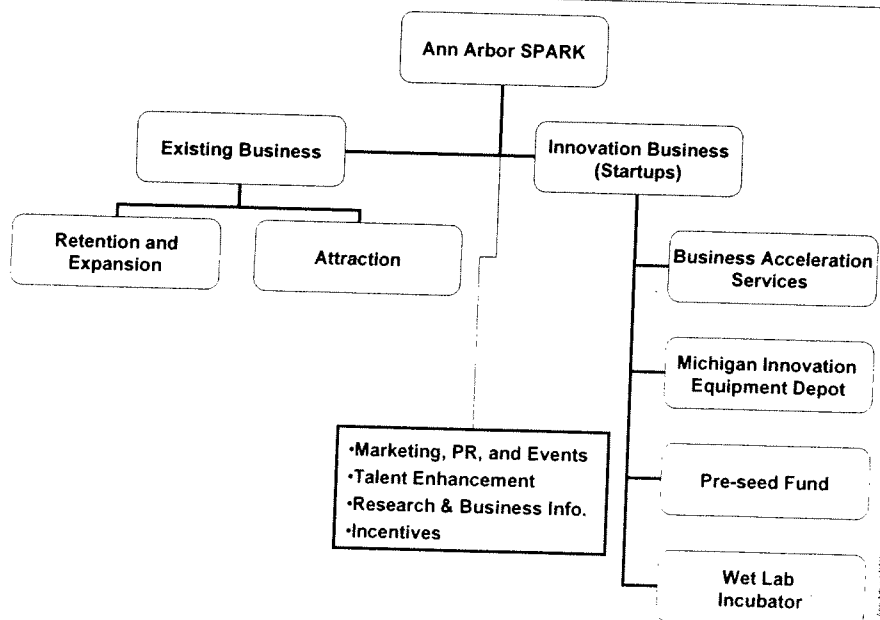 Ann Arbor SPARK
Existing Business
Innovation Business
(Startups)
Retention and
Expansion
Attraction
Business Acceleration
Services
Michigan Innovation
Equipment Depot
•Marketing, PR, and Events
•Talent Enhancement
•Research & Business Info.
•Incentives
Pre-seed Fund
Wet Lab
Incubator